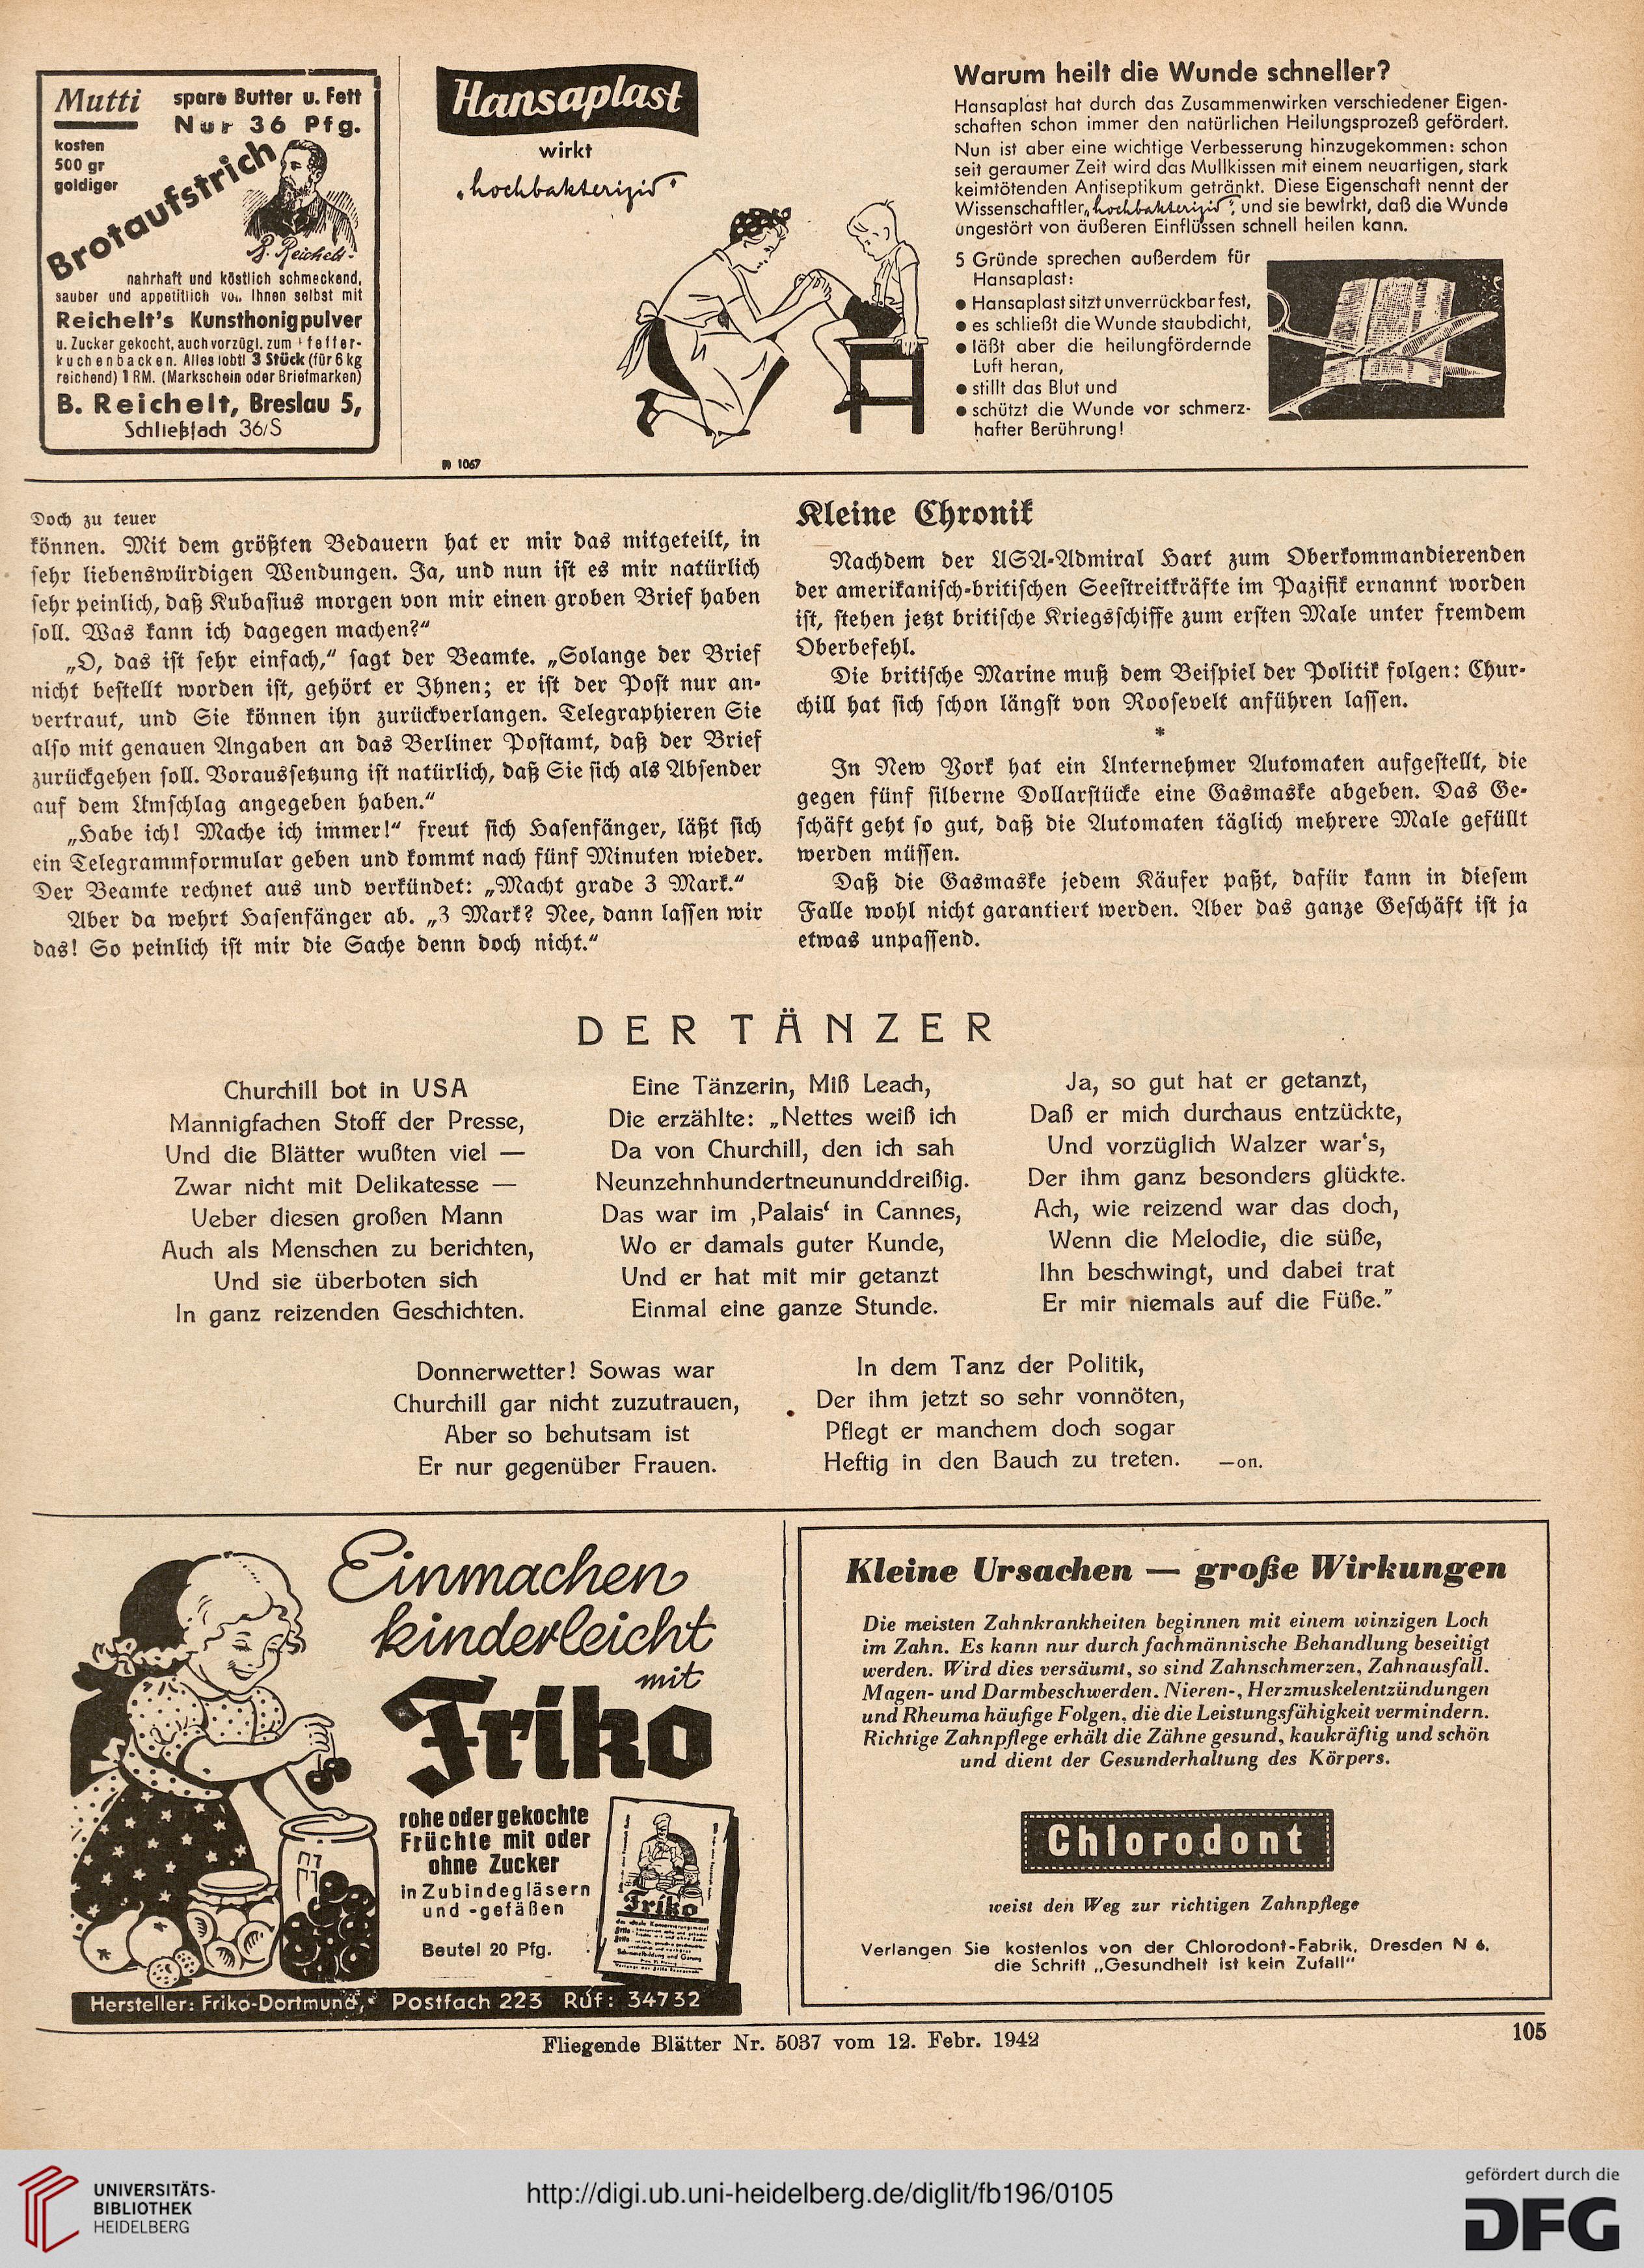 Mutti spare Butter u. Fett
Nur 36 Pfg.
kosten
500 gr
goldiger
Brotaufstrich
B. Reichelt
nahrhaft und köstlich schmeckend,
sauber und appetitlich von Ihnen selbst mit
Reichelt's Kunsthonigpulver
u. Zucker gekocht, auch vorzügl. zum Pfeffer-
kuchenbacken. Alles lobt! 3 Stück (für 6 kg
reichend) 1 RM. (Markschein oder Briefmarken)
B. Reichelt, Breslau 5,
Schließfach 36/S
Hansaplast
wirkt
„hochbakterizid“
1067
Warum heilt die Wunde schneller?
Hansaplast hat durch das Zusammenwirken verschiedener Eigen-
schaften schon immer den natürlichen Heilungsprozeß gefördert.
Nun ist aber eine wichtige Verbesserung hinzugekommen: schon
seit geraumer Zeit wird das Mullkissen mit einem neuartigen, stark
keimtötenden Antiseptikum getränkt. Diese Eigenschaft nennt der
Wissenschaftler „hochbakterizid“, und sie bewirkt, daß die Wunde
ungestört von äußeren Einflüssen schnell heilen kann.
5 Gründe sprechen außerdem für
Hansaplast:
● Hansaplast sitzt unverrückbar fest,
● es schließt die Wunde staubdicht,
● läßt aber die heilungfördernde
Luft heran,
● stillt das Blut und
● schützt die Wunde vor schmerz-
hafter Berührung!
Doch zu teuer
können. Mit dem größten Bedauern hat er mir das mitgeteilt, in
sehr liebenswürdigen Wendungen. Ja, und nun ist es mir natürlich
sehr peinlich, daß Kubasius morgen von mir einen groben Brief haben
soll. Was kann ich dagegen machen?“
„O, das ist sehr einfach,“ sagt der Beamte. „Solange der Brief
nicht bestellt worden ist, gehört er Ihnen; er ist der Post nur an-
vertraut, und Sie können ihn zurückverlangen. Telegraphieren Sie
also mit genauen Angaben an das Berliner Postamt, daß der Brief
zurückgehen soll. Voraussetzung ist natürlich, daß Sie sich als Absender
auf dem Umschlag angegeben haben.“
„Habe ich! Mache ich immer!“ freut sich Hasenfänger, läßt sich
ein Telegrammformular geben und kommt nach fünf Minuten wieder.
Der Beamte rechnet aus und verkündet: „Macht grade 3 Mark.“
Aber da wehrt Hasenfänger ab. „3 Mark? Nee, dann lassen wir
das! So peinlich ist mir die Sache denn doch nicht.“
Kleine Chronik
Nachdem der USA-Admiral Hart zum Oberkommandierenden
der amerikanisch-britischen Seestreitkräfte im Pazifik ernannt worden
ist, stehen jetzt britische Kriegsschiffe zum ersten Male unter fremdem
Oberbefehl.
Die britische Marine muß dem Beispiel der Politik folgen: Chur-
chill hat sich schon längst von Roosevelt anführen lassen.
*
In New York hat ein Unternehmer Automaten aufgestellt, die
gegen fünf silberne Dollarstücke eine Gasmaske abgeben. Das Ge-
schäft geht so gut, daß die Automaten täglich mehrere Male gefüllt
werden müssen.
Daß die Gasmaske jedem Käufer paßt, dafür kann in diesem
Falle wohl nicht garantiert werden. Aber das ganze Geschäft ist ja
etwas unpassend.
DER TÄNZER
Churchill bot in USA
Mannigfachen Stoff der Presse,
Und die Blätter wußten viel —
Zwar nicht mit Delikatesse —
Ueber diesen großen Mann
Auch als Menschen zu berichten,
Und sie überboten sich
In ganz reizenden Geschichten.
Eine Tänzerin, Miß Leach,
Die erzählte: „Nettes weiß ich
Da von Churchill, den ich sah
Neunzehnhundertneununddreißig.
Das war im ‚Palais‘ in Cannes,
Wo er damals guter Kunde,
Und er hat mit mir getanzt
Einmal eine ganze Stunde.
Ja, so gut hat er getanzt,
Daß er mich durchaus entzückte,
Und vorzüglich Walzer war's,
Der ihm ganz besonders glückte.
Ach, wie reizend war das doch,
Wenn die Melodie, die süße,
Ihn beschwingt, und dabei trat
Er mir niemals auf die Füße.”
Donnerwetter! Sowas war
Churchill gar nicht zuzutrauen,
Aber so behutsam ist
Er nur gegenüber Frauen.
In dem Tanz der Politik,
Der ihm jetzt so sehr vonnöten,
Pflegt er manchem doch sogar
Heftig in den Bauch zu treten. —on.
Einmachen
kinderleicht
mit
Friko
rohe oder gekochte
Früchte mit oder
ohne Zucker
in Zubindegläsern
und -gefäßen
Beutel 20 Pfg.
Friko
Hersteller: Friko-Dortmund, Postfach 223 Ruf: 34732
Kleine Ursachen — große Wirkungen
Die meisten Zahnkrankheiten beginnen mit einem winzigen Loch
im Zahn. Es kann nur durch fachmännische Behandlung beseitigt
werden. Wird dies versäumt, so sind Zahnschmerzen, Zahnausfall.
Magen- und Darmbeschwerden. Nieren-, Herzmuskelentzündungen
und Rheuma häufige Folgen, die die Leistungsfähigkeit vermindern.
Richtige Zahnpflege erhält die Zähne gesund, kaukräftig und schön
und dient der Gesunderhaltung des Körpers.
Chlorodont
weist den Weg zur richtigen Zahnpflege
Verlangen Sie kostenlos von der Chlorodont-Fabrik, Dresden N 6,
die Schrift „Gesundheit ist kein Zufall“
Fliegende Blätter Nr. 5037 vom 12. Febr. 1942
105
UNIVERSITÄTS-
BIBLIOTHEK
HEIDELBERG
http://digi.ub.uni-heidelberg.de/diglit/fb196/0105
gefördert durch die
DFG